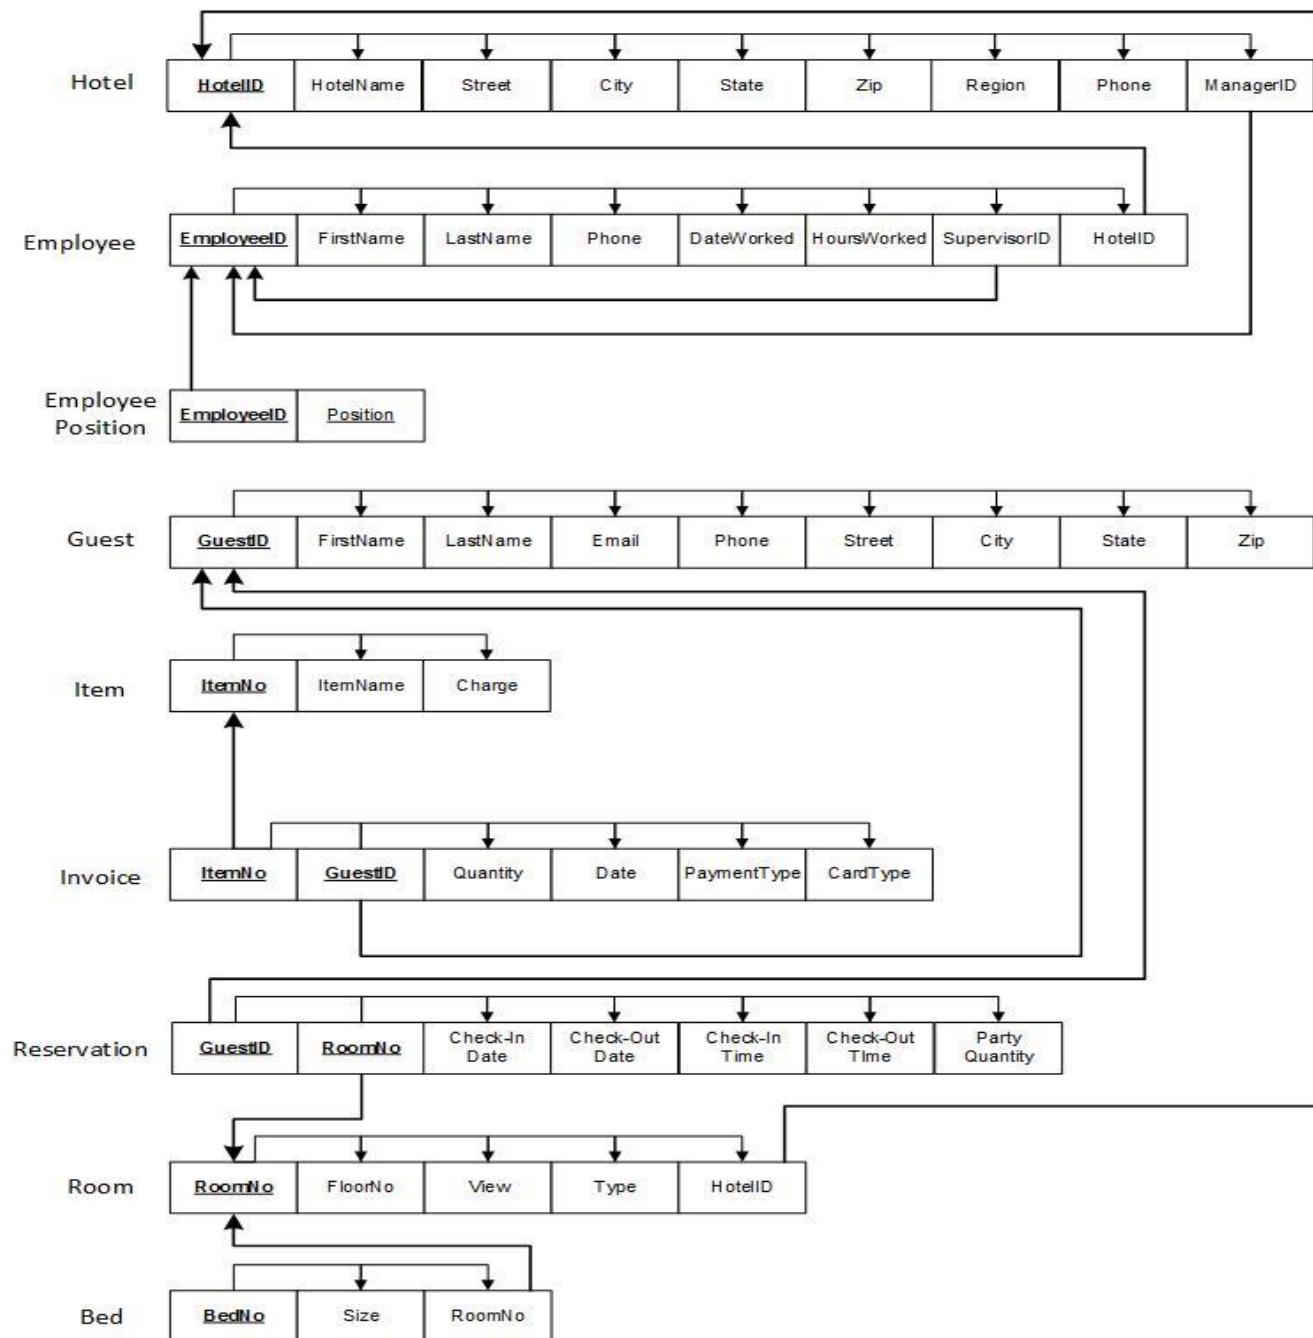 Hotel
HotelID HotelName Street City State Zip Region Phone ManagerID
Employee
EmployeeID FirstName LastName Phone DateWorked HoursWorked SupervisorID HotelID
Employee
Position
EmployeeID Position
Guest
GuestID FirstName LastName Email Phone Street City State Zip
Item
ItemNo ItemName Charge
Invoice
ItemNo GuestID Quantity Date PaymentType CardType
Reservation
GuestID RoomNo
Check-In
Date
Check-Out
Date
Check-In
Time
Check-Out
TIme
Party
Quantity
Room
RoomNo FloorNo View Type HotelID
Bed
BedNo Size RoomNo